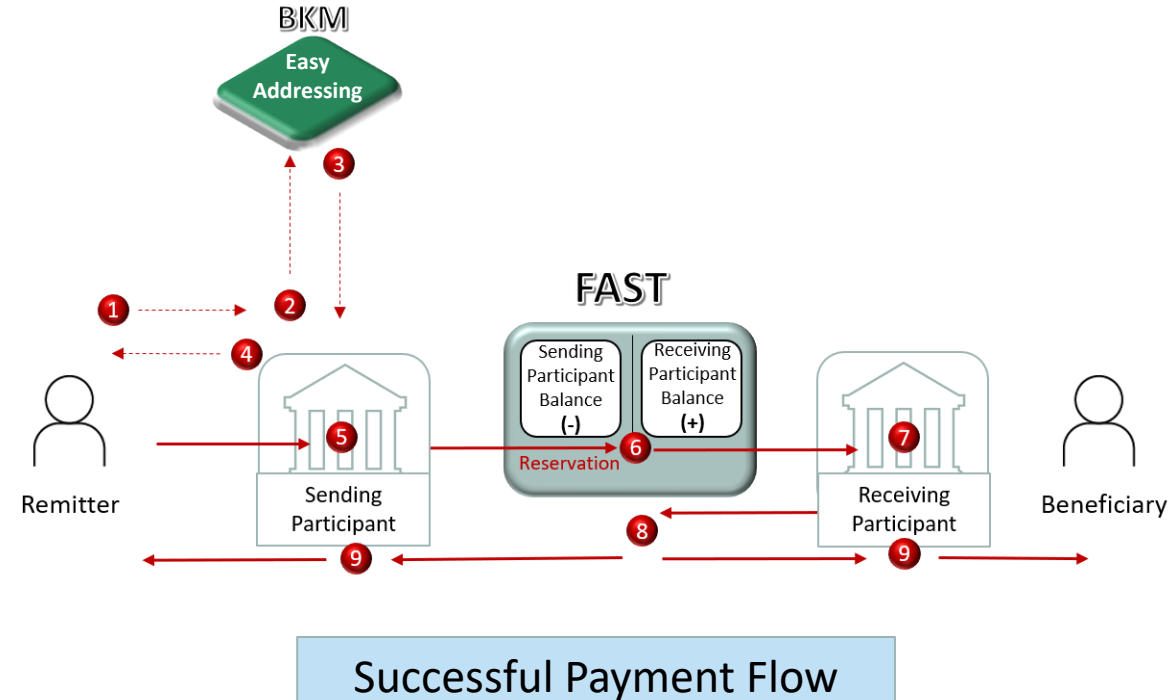 BKM
Easy
Addressing
3
1
2
4
FAST
Sending
Participant
Balance
(-)
Receiving
Participant
Balance
(+)
5
6
7
Reservation
Remitter
Sending
Participant
Receiving
Participant
Beneficiary
8
9
9
Successful Payment Flow